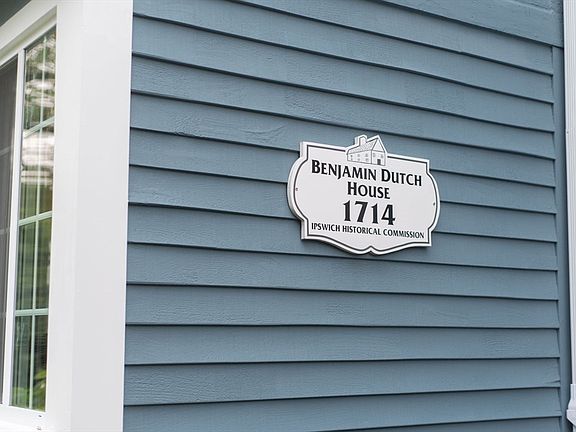 BENJAMIN DUTCH
HOUSE
1714
IPSWICH HISTORICAL COMMISSION